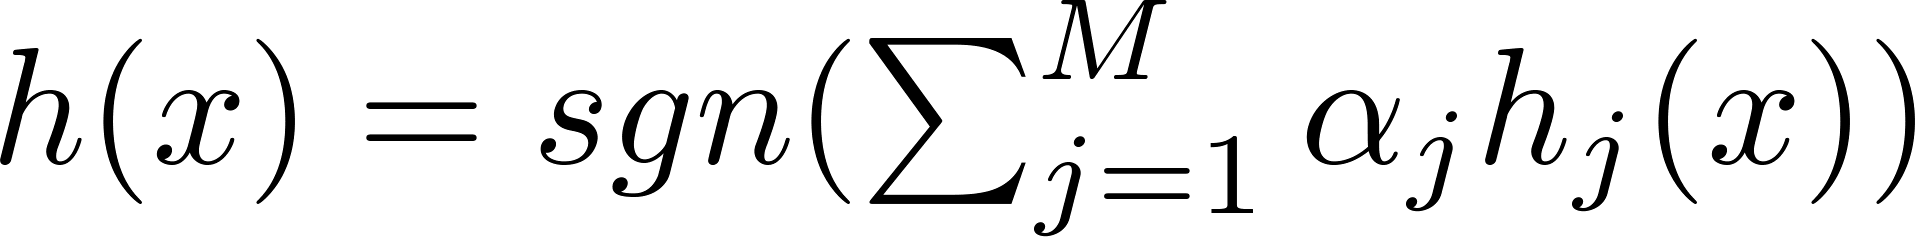 h(x) = sgn(∑_{j=1}^{M} α_j h_j(x))